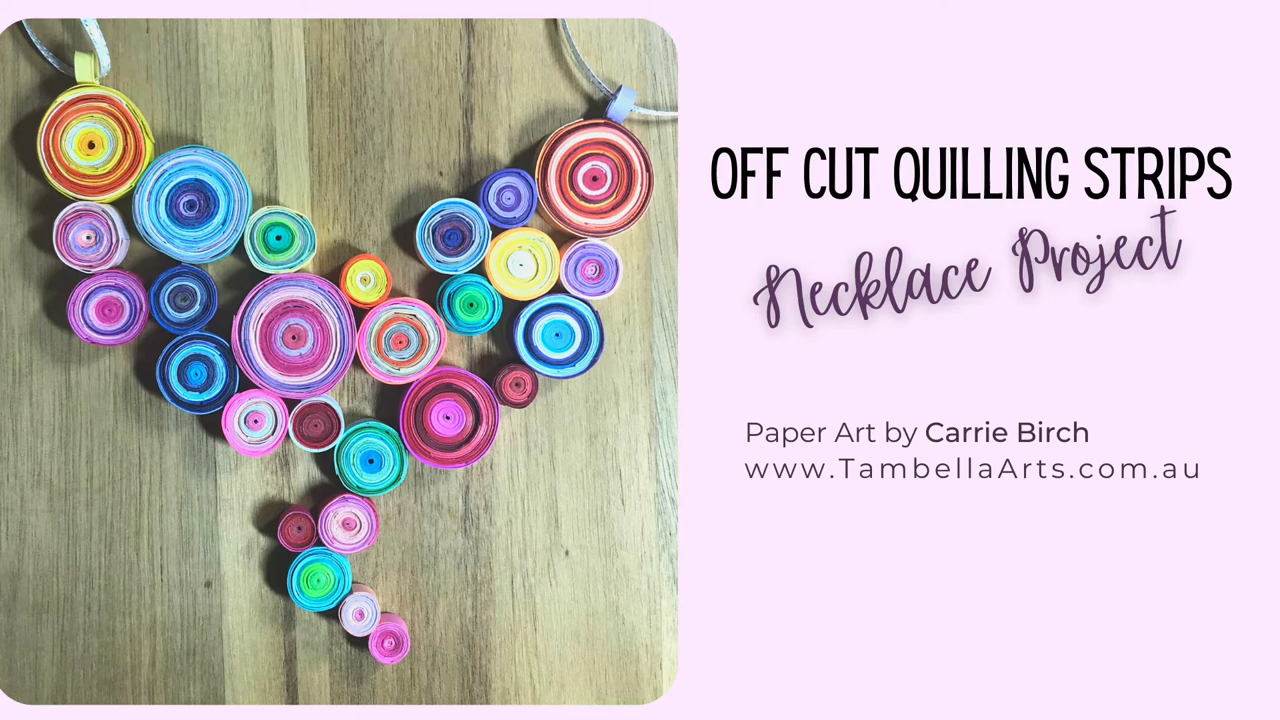 OFF CUT QUILLING STRIPS
Necklace Project
Paper Art by Carrie Birch
www.TambellaArts.com.au